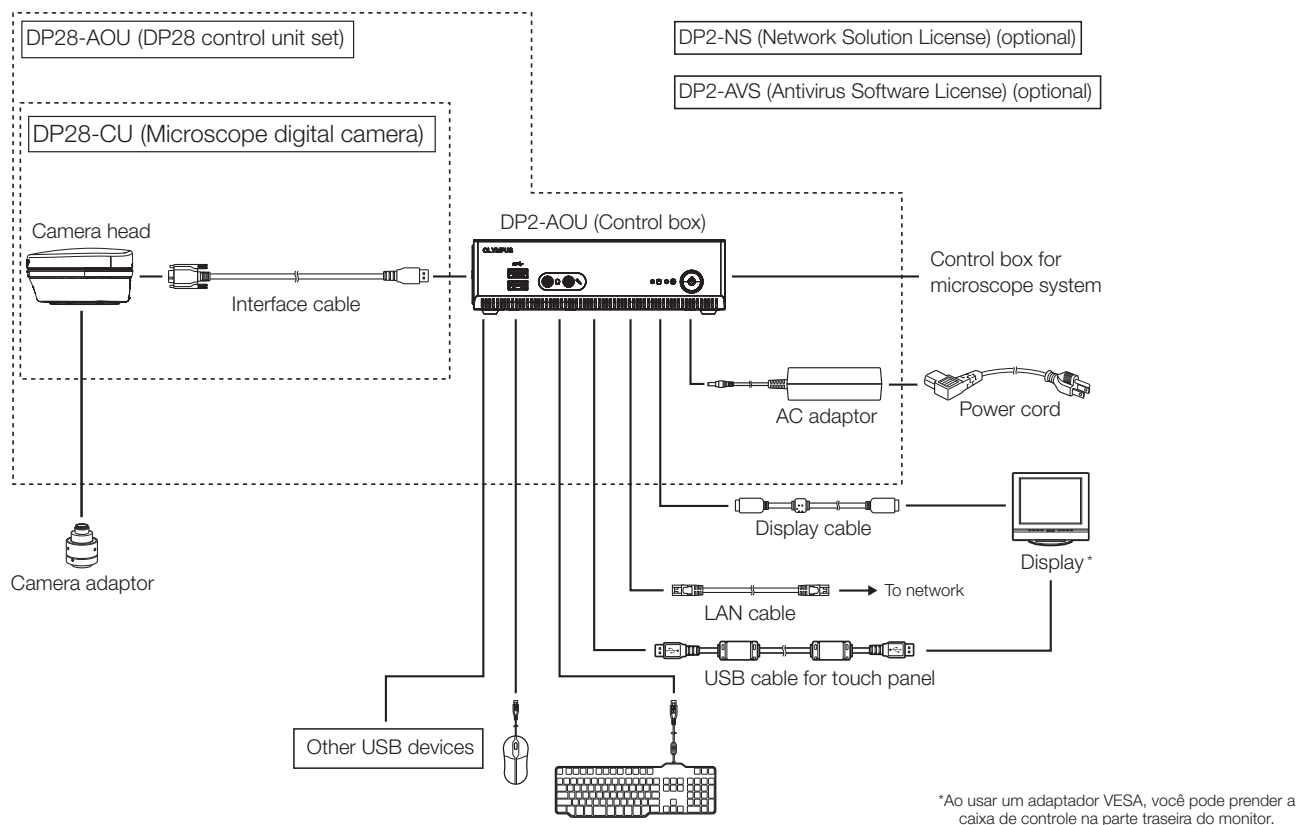 DP28-AOU (DP28 control unit set)
DP2-NS (Network Solution License) (optional)
DP2-AVS (Antivirus Software License) (optional)
DP28-CU (Microscope digital camera)
DP2-AOU (Control box)
Camera head
OLYMPUS
Interface cable
Control box for
microscope system
AC adaptor
Power cord
Display cable
Display*
Camera adaptor
To network
LAN cable
USB cable for touch panel
Other USB devices
*Ao usar um adaptador VESA, você pode prender a
caixa de controle na parte traseira do monitor.